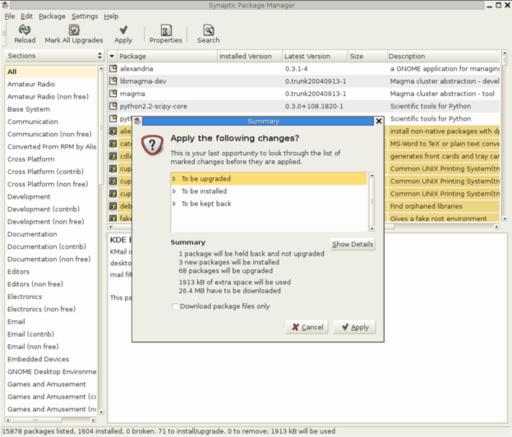 Synaptic Package Manager
File Edit Package Settings Help
Reload Mark All Upgrades Apply Properties Search
Sections
All
Amateur Radio
Amateur Radio (non free)
Base System
Communication
Communication (non free)
Converted From RPM by Alie
Cross Platform
Cross Platform (contrib)
Cross Platform (non free)
Development
Development (contrib)
Development (non free)
Documentation
Documentation (contrib)
Documentation (non free)
Editors
Editors (non free)
Electronics
Electronics (non free)
Email
Email (contrib)
Email (non free)
Embedded Devices
GNOME Desktop Environme
Games and Amusement
Games and Amusement (co
Games and Amusement (no
Package Installed Version Latest Version Size Description
alexandria 0.3.1-4 a GNOME application for managing
libmagma-dev 0.trunk20040913-1 Magma cluster abstraction - devel
magma 0.trunk20040913-1 Magma cluster abstraction - tool
python2.2-scipy-core 0.3.0+108.1820-1 Scientific tools for Python
pyt Scientific tools for Python
alie install non-native packages with dp
cat MS-Word to TeX or plain text conve
cdla generates front cards and tray car
cup Common UNIX Printing System(tm
cup Common UNIX Printing System(tm
cup Common UNIX Printing System(tm
deb Find orphaned libraries
fake Gives a fake root environment
KDE E
KMail is
deskto
mail fil
This pa
Summary
Apply the following changes?
This is your last opportunity to look through the list of
marked changes before they are applied.
To be upgraded
To be installed
To be kept back
Summary
Show Details
1 package will be held back and not upgraded
3 new packages will be installed
68 packages will be upgraded
1913 kB of extra space will be used
26.4 MB have to be downloaded
Download package files only
Cancel Apply
15878 packages listed, 1604 installed, 0 broken. 71 to install/upgrade, 0 to remove; 1913 kB will be used